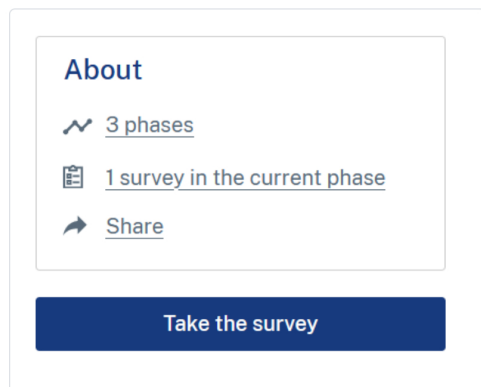 About
3 phases
1 survey in the current phase
Share
Take the survey